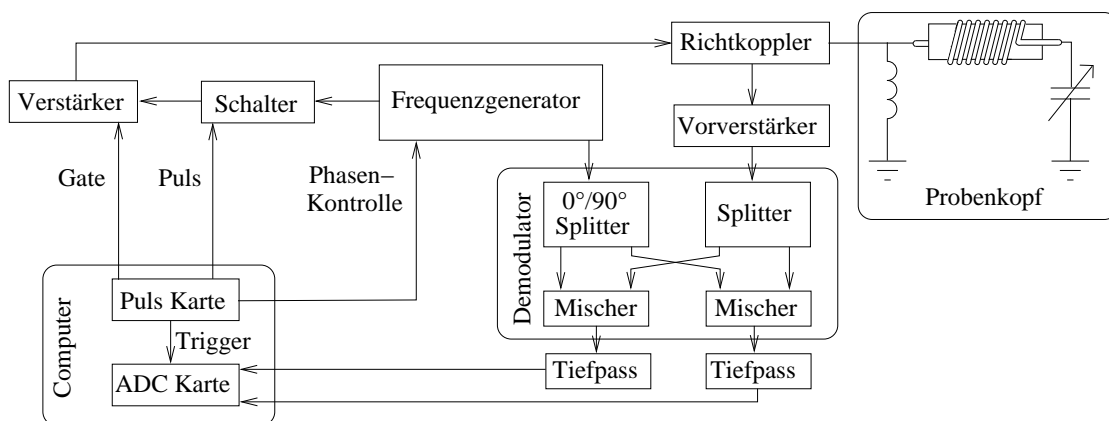 Richtkoppler
Verstärker
Schalter
Frequenzgenerator
Vorverstärker
Gate
Puls
Phasen–
Kontrolle
Probenkopf
Demodulator
0°/90°
Splitter
Splitter
Mischer
Mischer
Computer
Puls Karte
Trigger
ADC Karte
Tiefpass
Tiefpass